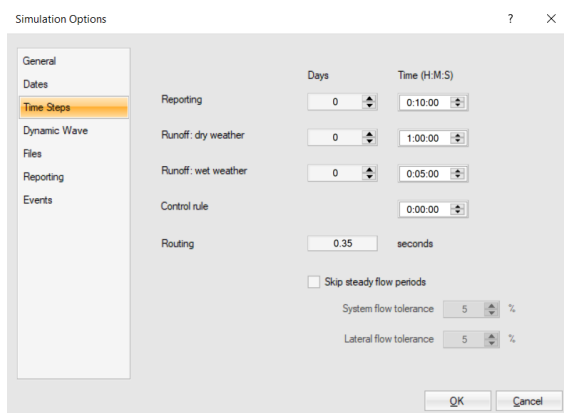 Simulation Options ? ×
General
Dates
Time Steps
Dynamic Wave
Files
Reporting
Events
Days Time (H:M:S)
Reporting 0 0:10:00
Runoff: dry weather 0 1:00:00
Runoff: wet weather 0 0:05:00
Control rule 0:00:00
Routing 0.35 seconds
Skip steady flow periods
System flow tolerance 5 %
Lateral flow tolerance 5 %
OK Cancel